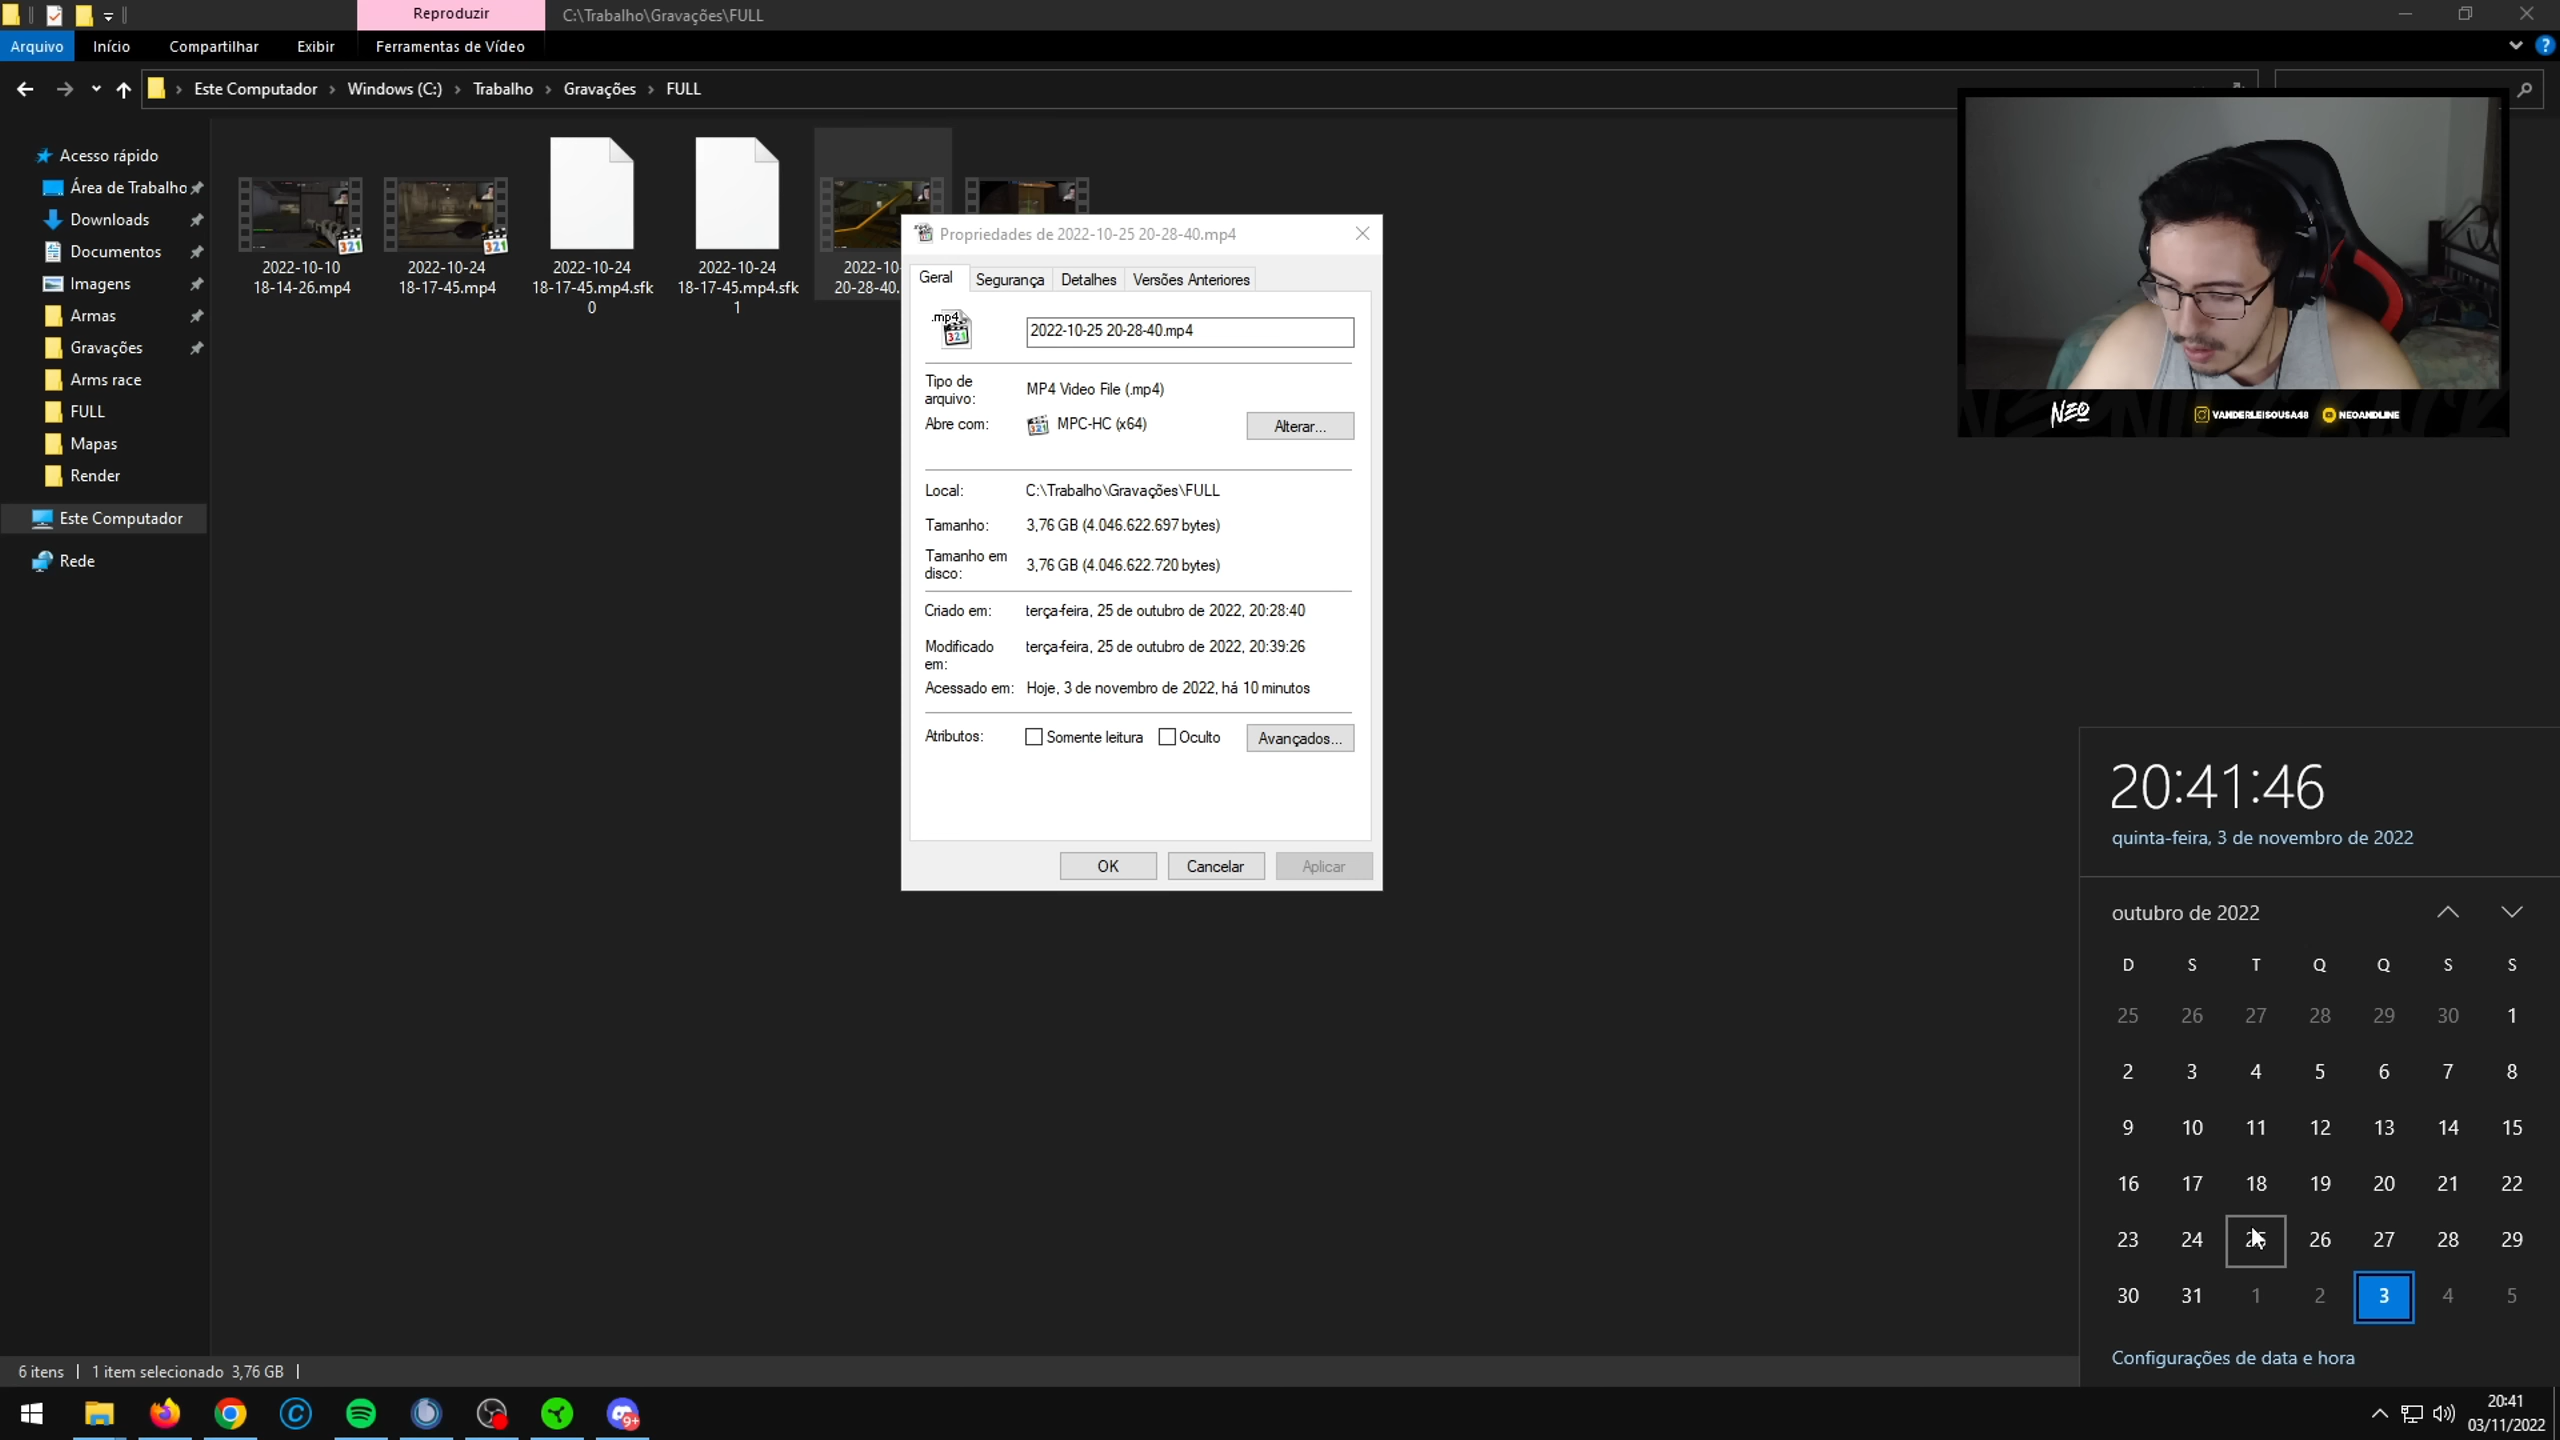 Reproduzir
C:\Trabalho\Gravações\FULL
Arquivo
Início
Compartilhar
Exibir
Ferramentas de Vídeo
Este Computador
Windows (C:)
Trabalho
Gravações
FULL
Acesso rápido
Área de Trabalho
Downloads
Documentos
Imagens
Armas
Gravações
Arms race
FULL
Mapas
Render
Este Computador
Rede
2022-10-10
18-14-26.mp4
2022-10-24
18-17-45.mp4
2022-10-24
18-17-45.mp4.sfk
0
2022-10-24
18-17-45.mp4.sfk
1
2022-10-
20-28-40.
Propriedades de 2022-10-25 20-28-40.mp4
Geral
Segurança
Detalhes
Versões Anteriores
.mp4
321
2022-10-25 20-28-40.mp4
Tipo de
arquivo:
MP4 Video File (.mp4)
Abre com:
MPC-HC (x64)
Alterar...
Local:
C:\Trabalho\Gravações\FULL
Tamanho:
3,76 GB (4.046.622.697 bytes)
Tamanho em
disco:
3,76 GB (4.046.622.720 bytes)
Criado em:
terça-feira, 25 de outubro de 2022, 20:28:40
Modificado
em:
terça-feira, 25 de outubro de 2022, 20:39:26
Acessado em:
Hoje, 3 de novembro de 2022, há 10 minutos
Atributos:
Somente leitura
Oculto
Avançados...
OK
Cancelar
Aplicar
NEO
VANDERLEISOUSA48
NEOANDLINE
20:41:46
quinta-feira, 3 de novembro de 2022
outubro de 2022
D S T Q Q S S
25 26 27 28 29 30 1
2 3 4 5 6 7 8
9 10 11 12 13 14 15
16 17 18 19 20 21 22
23 24 25 26 27 28 29
30 31 1 2 3 4 5
Configurações de data e hora
6 itens
1 item selecionado 3,76 GB
9+
20:41
03/11/2022